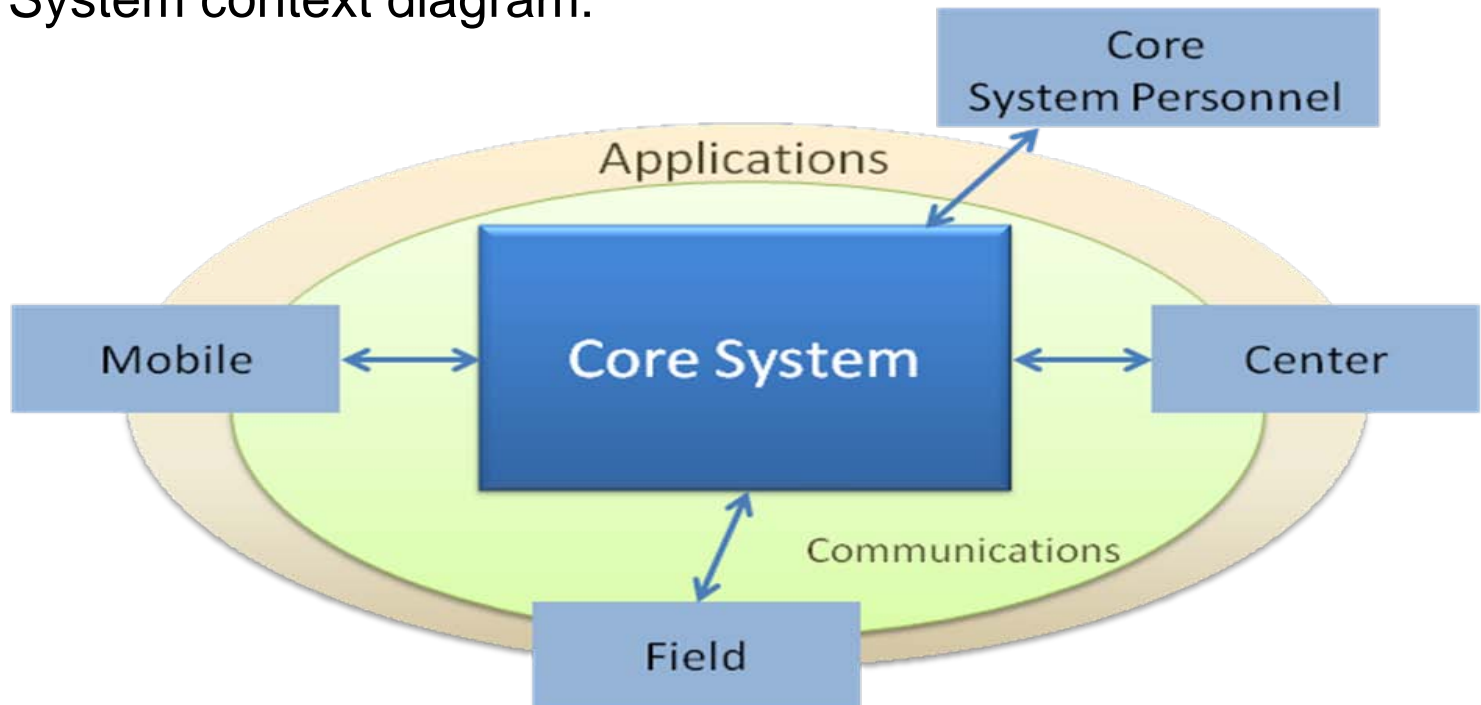 System context diagram:
Core
System Personnel
Applications
Mobile
Core System
Center
Communications
Field